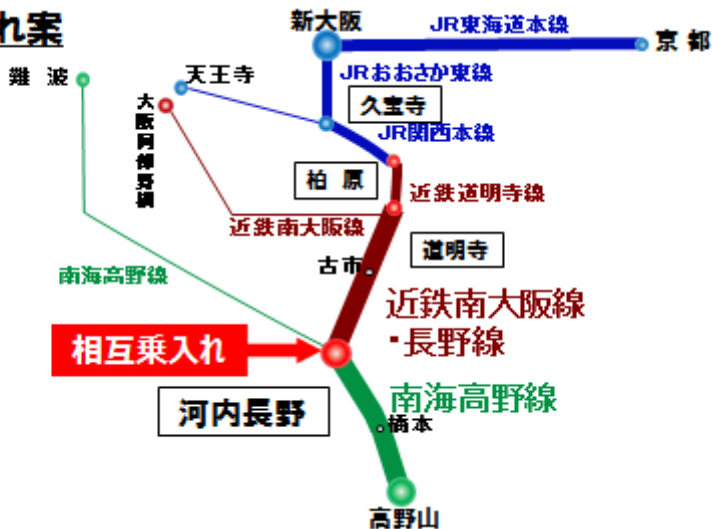 れ案
新大阪
JR東海道本線
京都
難波
天王寺
JRおおさか東線
大阪阿倍野橋
久宝寺
JR関西本線
柏原
近鉄道明寺線
近鉄南大阪線
道明寺
古市
南海高野線
近鉄南大阪線
・長野線
相互乗入れ
河内長野
南海高野線
橋本
高野山